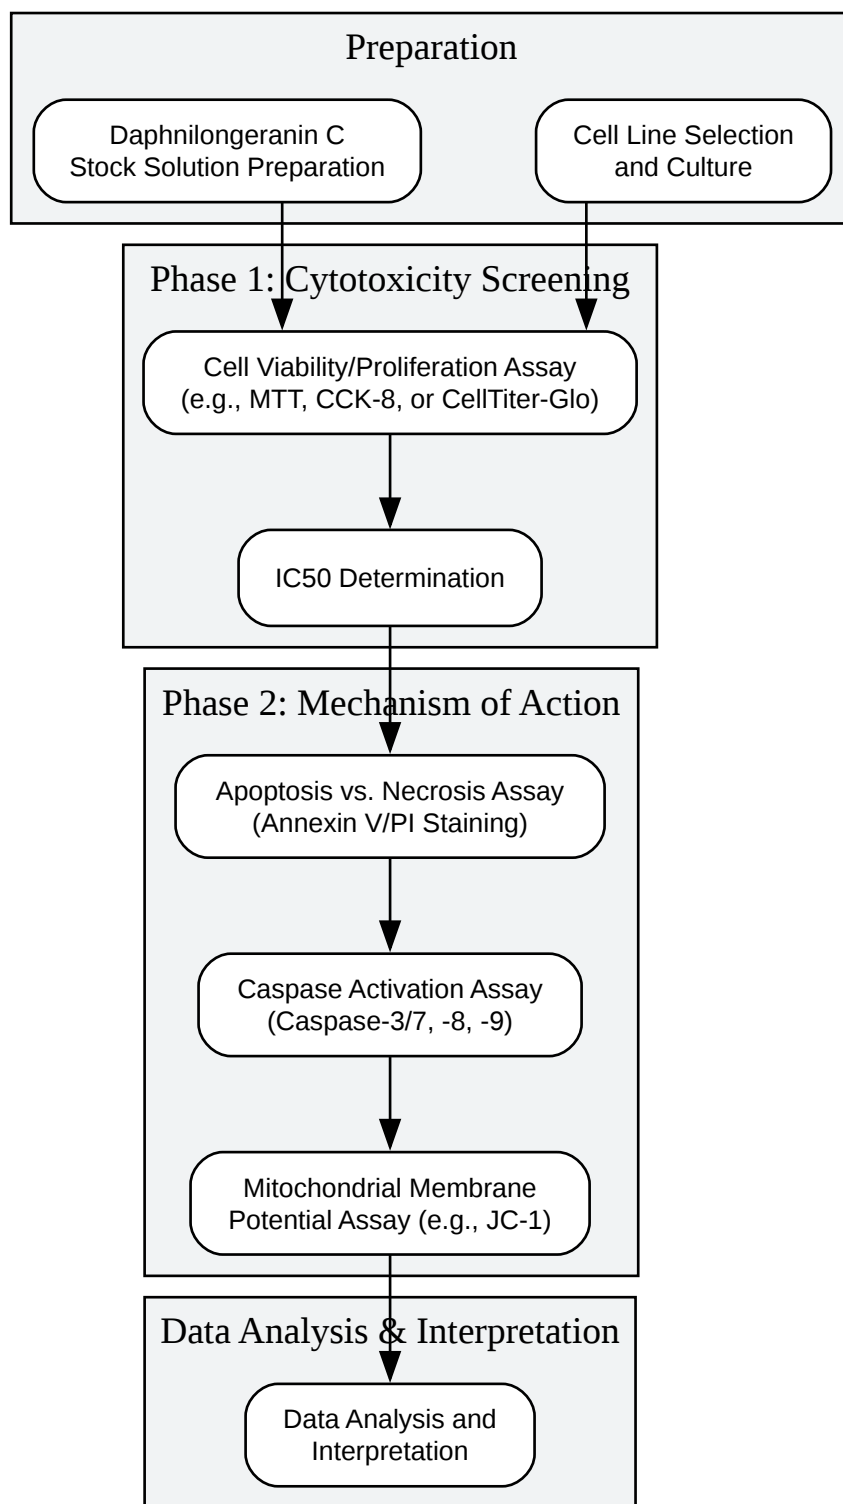 Preparation
Daphnilongeranin C
Stock Solution Preparation
Cell Line Selection
and Culture
Phase 1: Cytotoxicity Screening
Cell Viability/Proliferation Assay
(e.g., MTT, CCK-8, or CellTiter-Glo)
IC50 Determination
Phase 2: Mechanism of Action
Apoptosis vs. Necrosis Assay
(Annexin V/PI Staining)
Caspase Activation Assay
(Caspase-3/7, -8, -9)
Mitochondrial Membrane
Potential Assay (e.g., JC-1)
Data Analysis & Interpretation
Data Analysis and
Interpretation